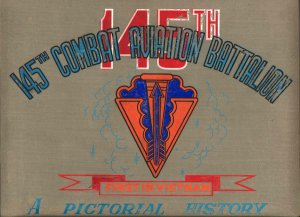 145TH
145TH COMBAT AVIATION BATTALION
FIRST IN VIETNAM
A PICTORIAL HISTORY